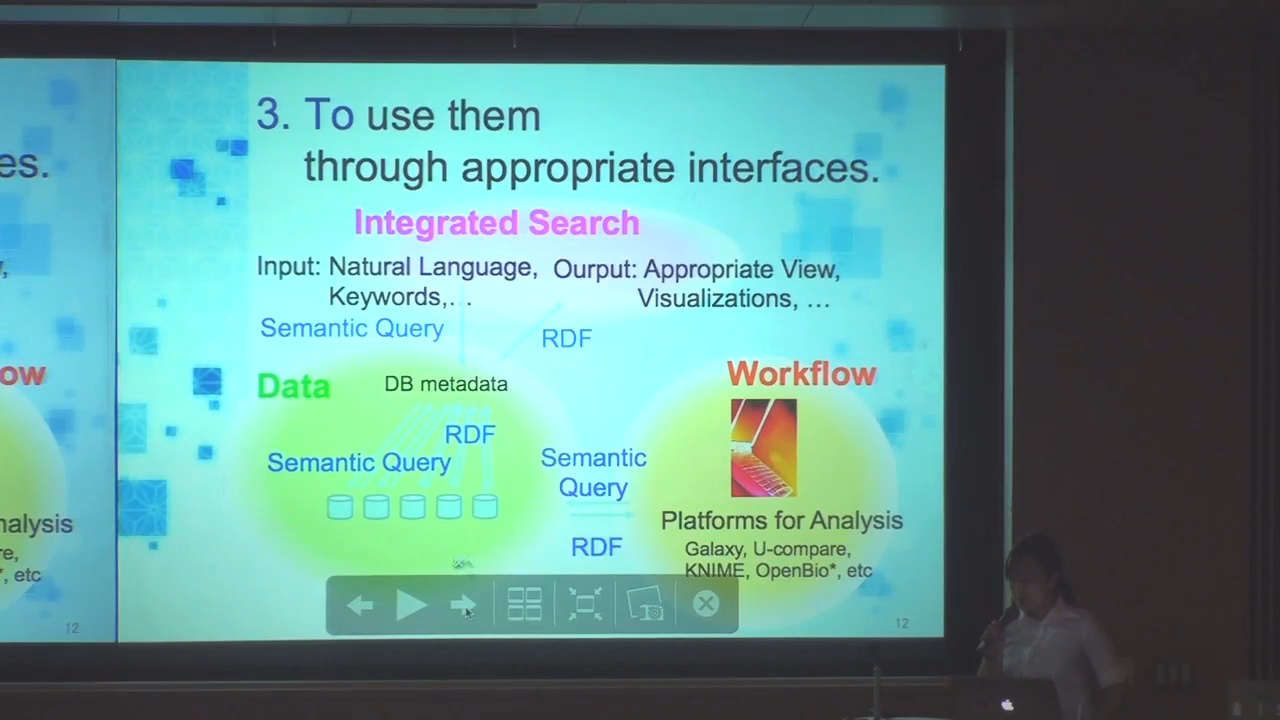 3. To use them
through appropriate interfaces.
Integrated Search
Input: Natural Language,
Keywords,…
Ourput: Appropriate View,
Visualizations, …
Semantic Query
RDF
Data
DB metadata
RDF
Semantic Query
Semantic
Query
RDF
Workflow
Platforms for Analysis
Galaxy, U-compare,
KNIME, OpenBio*, etc
12
es.
ow
nalysis
re,
*, etc
12